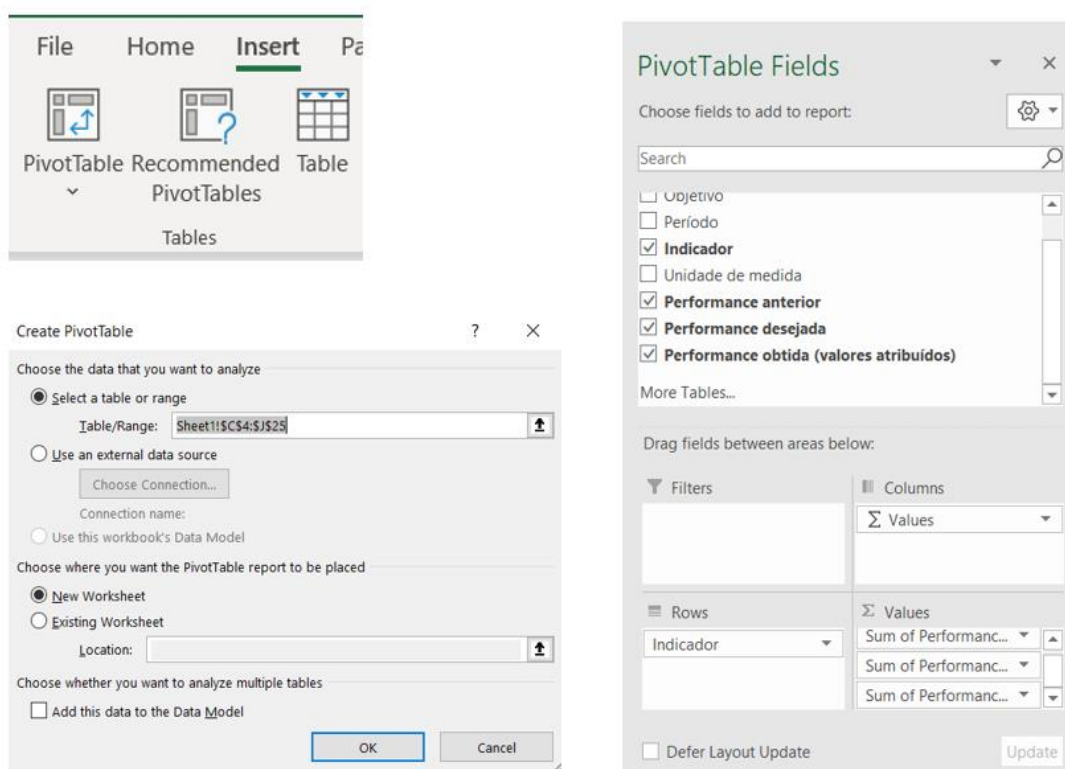 File Home Insert Pa
PivotTable Recommended Table
PivotTables
Tables
Create PivotTable ?
Choose the data that you want to analyze
Select a table or range
Table/Range: Sheet1!$C$4:$J$25
Use an external data source
Choose Connection...
Connection name:
Use this workbook's Data Model
Choose where you want the PivotTable report to be placed
New Worksheet
Existing Worksheet
Location:
Choose whether you want to analyze multiple tables
Add this data to the Data Model
OK Cancel
PivotTable Fields
Choose fields to add to report:
Search
Objetivo
Período
Indicador
Unidade de medida
Performance anterior
Performance desejada
Performance obtida (valores atribuídos)
More Tables...
Drag fields between areas below:
Filters Columns
Σ Values
Rows Σ Values
Indicador Sum of Performanc...
Sum of Performanc...
Sum of Performanc...
Defer Layout Update Update